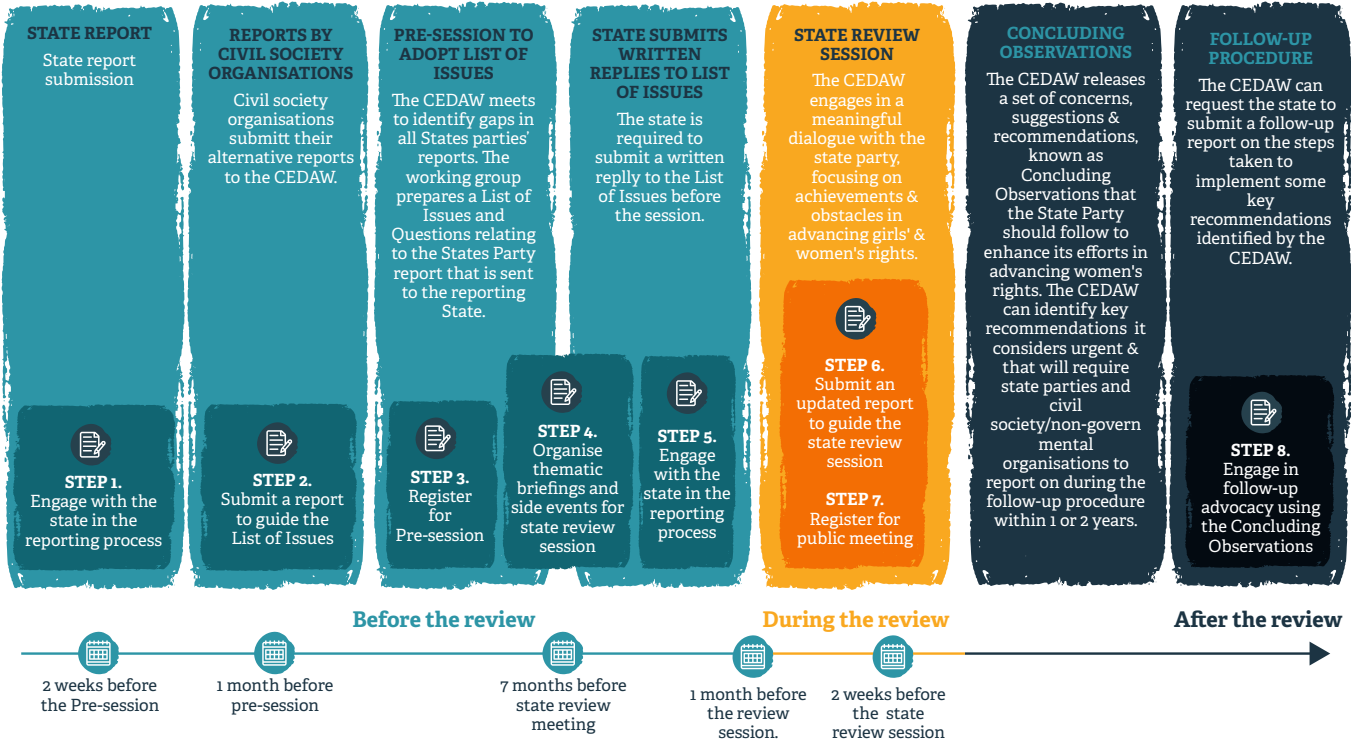 STATE REPORT
State report
submission
STEP 1.
Engage with the
state in the
reporting process
REPORTS BY
CIVIL SOCIETY
ORGANISATIONS
Civil society
organisations
submitt their
alternative reports
to the CEDAW.
STEP 2.
Submit a report
to guide the
List of Issues
PRE-SESSION TO
ADOPT LIST OF
ISSUES
The CEDAW meets
to identify gaps in
all States parties'
reports. The
working group
prepares a List of
Issues and
Questions relating
to the States Party
report that is sent
to the reporting
State.
STEP 3.
Register
for
Pre-session
STEP 4.
Organise
thematic
briefings and
side events for
state review
session
STATE SUBMITS
WRITTEN
REPLIES TO LIST
OF ISSUES
The state is
required to
submit a written
replly to the List
of Issues before
the session.
STEP 5.
Engage
with the
state in the
reporting
process
STATE REVIEW
SESSION
The CEDAW
engages in a
meaningful
dialogue with the
state party,
focusing on
achievements &
obstacles in
advancing girls' &
women's rights.
STEP 6.
Submit an
updated report
to guide the
state review
session
STEP 7.
Register for
public meeting
CONCLUDING
OBSERVATIONS
The CEDAW releases
a set of concerns,
suggestions &
recommendations,
known as
Concluding
Observations that
the State Party
should follow to
enhance its efforts in
advancing women's
rights. The CEDAW
can identify key
recommendations it
considers urgent &
that will require
state parties and
civil
society/non-govern
mental
organisations to
report on during the
follow-up procedure
within 1 or 2 years.
FOLLOW-UP
PROCEDURE
The CEDAW can
request the state to
submit a follow-up
report on the steps
taken to
implement some
key
recommendations
identified by the
CEDAW.
STEP 8.
Engage in
follow-up
advocacy using
the Concluding
Observations
Before the review
During the review
After the review
2 weeks before
the Pre-session
1 month before
pre-session
7 months before
state review
meeting
1 month before
the review
session.
2 weeks before
the state
review session